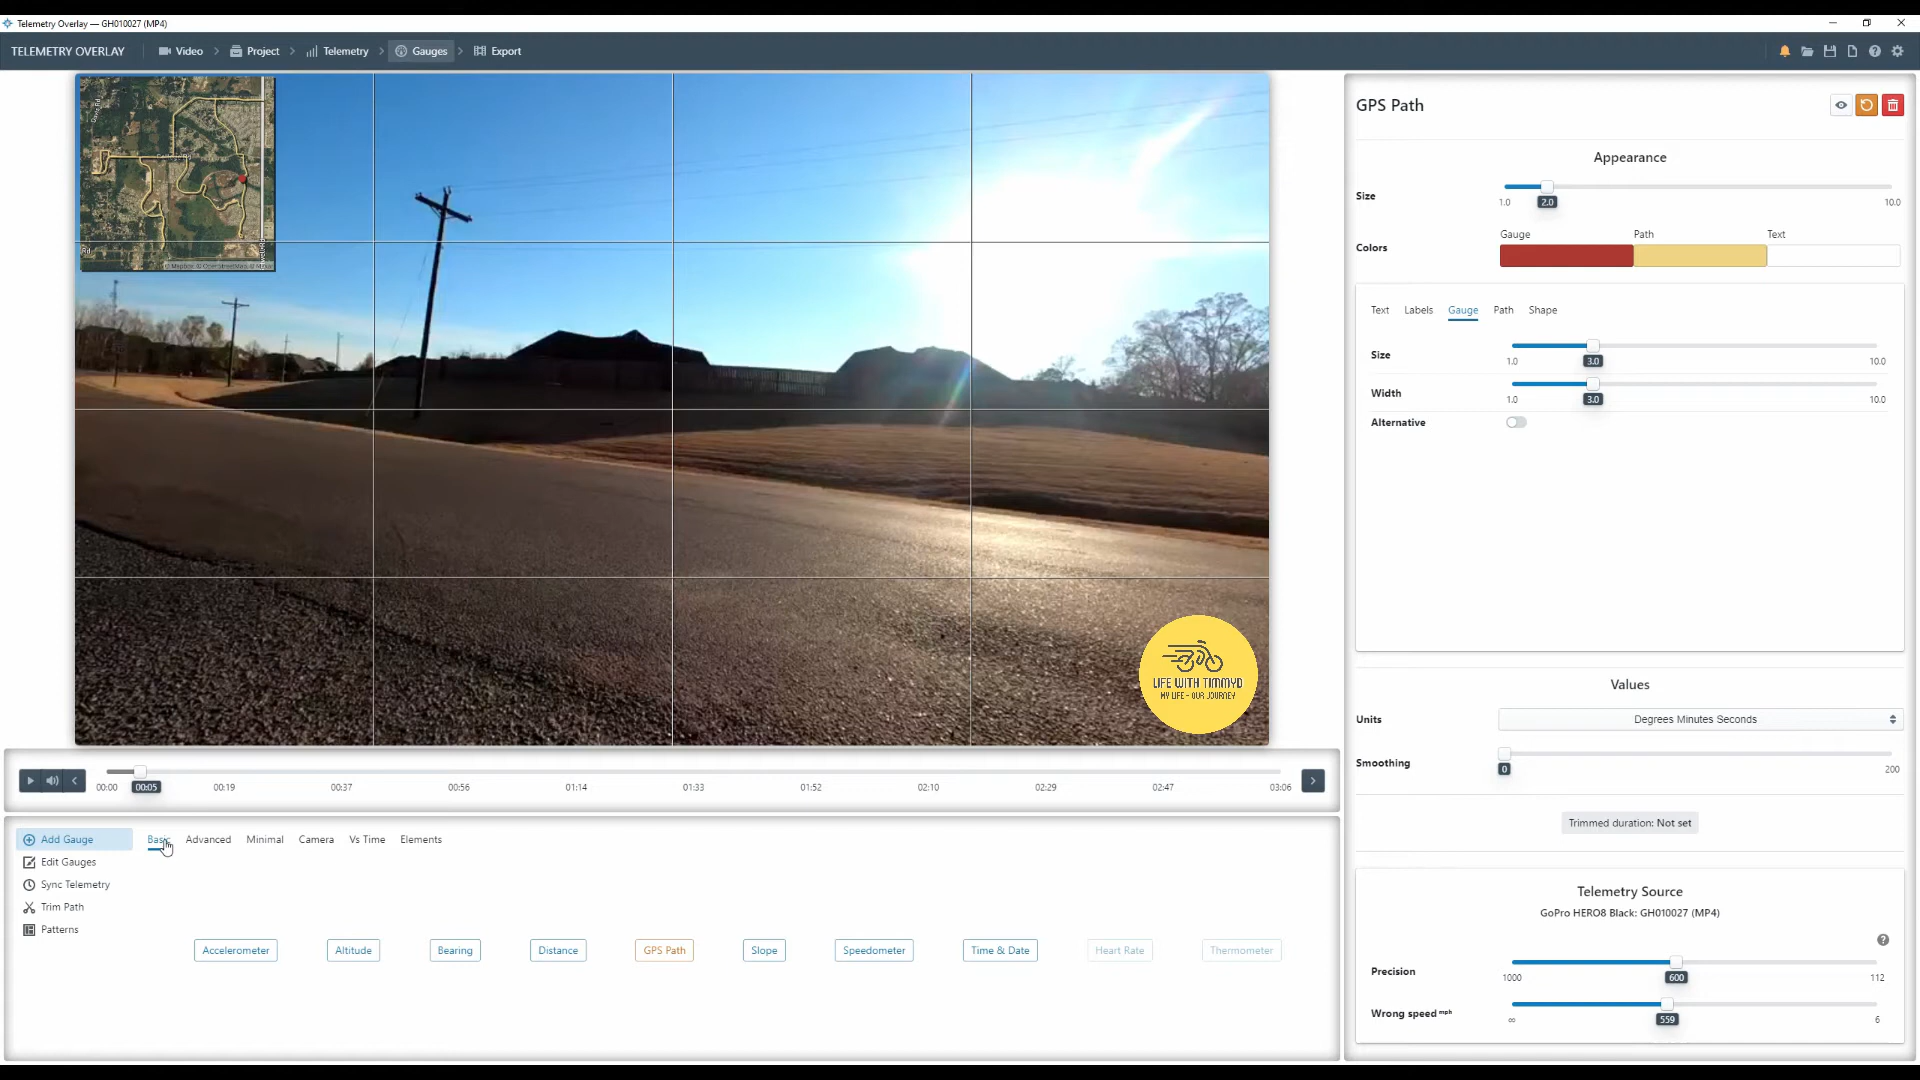 Telemetry Overlay — GH010027 (MP4)
TELEMETRY OVERLAY
Video
Project
Telemetry
Gauges
Export
© Mapbox © OpenStreetMap © Maxar
Rd
LIFE WITH TIMMYD
MY LIFE - OUR JOURNEY
GPS Path
Appearance
Size
1.0 2.0 10.0
Gauge Path Text
Colors
Text Labels Gauge Path Shape
Size
1.0 3.0 10.0
Width
1.0 3.0 10.0
Alternative
Values
Units Degrees Minutes Seconds
Smoothing
0 200
Trimmed duration: Not set
Telemetry Source
GoPro HERO8 Black: GH010027 (MP4)
Precision
1000 600 112
Wrong speed mph
∞ 559 6
00:00 00:05 00:19 00:37 00:56 01:14 01:33 01:52 02:10 02:29 02:47 03:06
Add Gauge
Edit Gauges
Sync Telemetry
Trim Path
Patterns
Basic Advanced Minimal Camera Vs Time Elements
Accelerometer Altitude Bearing Distance GPS Path Slope Speedometer Time & Date Heart Rate Thermometer